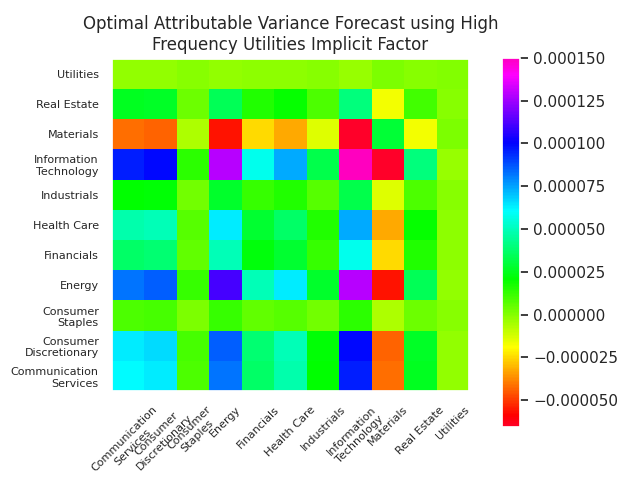 Optimal Attributable Variance Forecast using High
Frequency Utilities Implicit Factor
Utilities
Real Estate
Materials
Information
Technology
Industrials
Health Care
Financials
Energy
Consumer
Staples
Consumer
Discretionary
Communication
Services
Communication
Services
Consumer
Discretionary
Consumer
Staples
Energy
Financials
Health Care
Industrials
Information
Technology
Materials
Real Estate
Utilities
0.000150
0.000125
0.000100
0.000075
0.000050
0.000025
0.000000
−0.000025
−0.000050